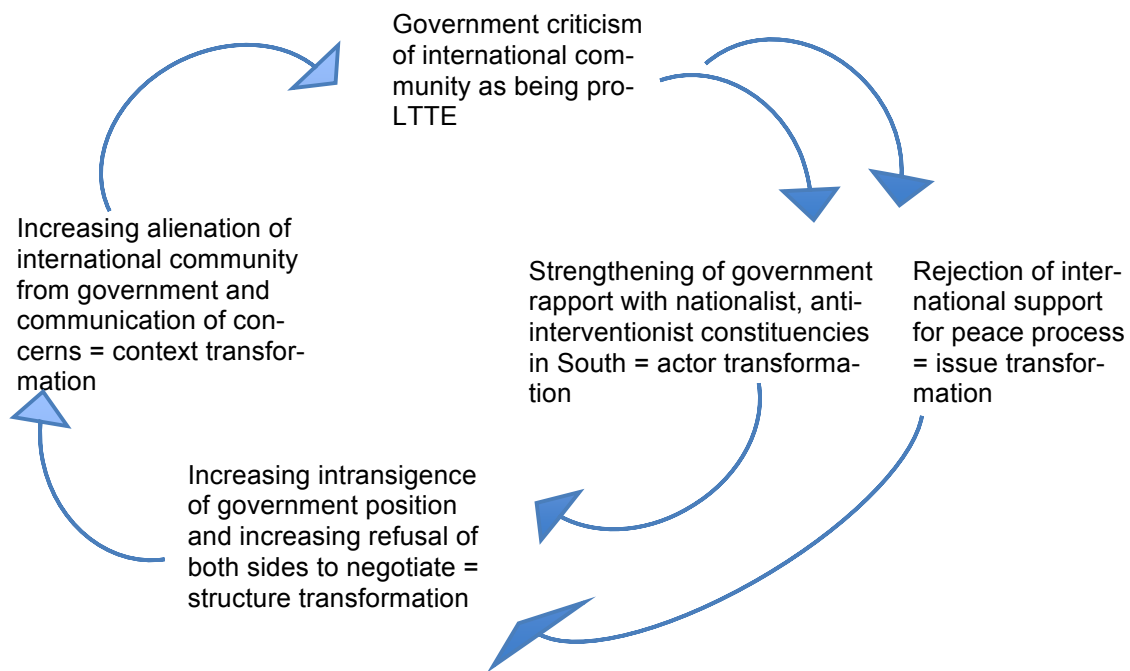 Government criticism
of international com-
munity as being pro-
LTTE
Strengthening of government
rapport with nationalist, anti-
interventionist constituencies
in South = actor transforma-
tion
Rejection of inter-
national support
for peace process
= issue transfor-
mation
Increasing intransigence
of government position
and increasing refusal of
both sides to negotiate =
structure transformation
Increasing alienation of
international community
from government and
communication of con-
cerns = context transfor-
mation